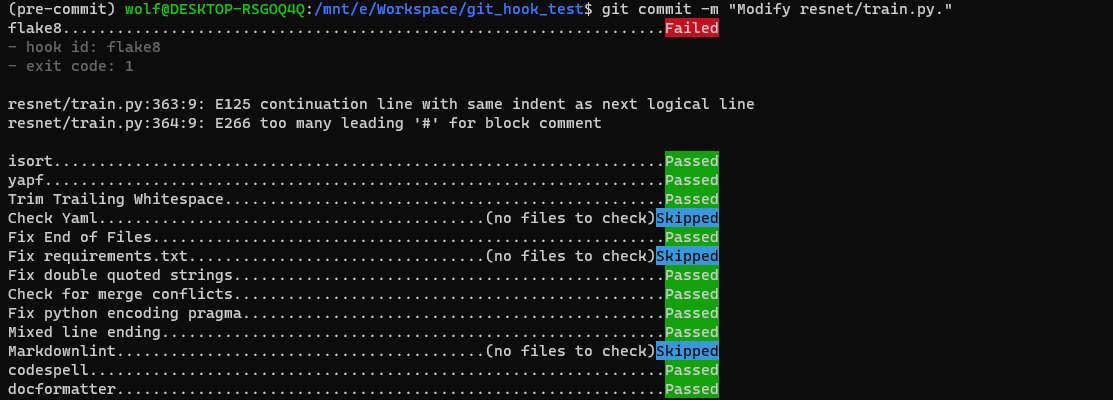 (pre-commit) wolf@DESKTOP-RSGOQ4Q:/mnt/e/Workspace/git_hook_test$ git commit -m "Modify resnet/train.py."
flake8...................................................................Failed
- hook id: flake8
- exit code: 1
resnet/train.py:363:9: E125 continuation line with same indent as next logical line
resnet/train.py:364:9: E266 too many leading '#' for block comment
isort....................................................................Passed
yapf.....................................................................Passed
Trim Trailing Whitespace.................................................Passed
Check Yaml...........................................(no files to check)Skipped
Fix End of Files.........................................................Passed
Fix requirements.txt.................................(no files to check)Skipped
Fix double quoted strings................................................Passed
Check for merge conflicts................................................Passed
Fix python encoding pragma...............................................Passed
Mixed line ending........................................................Passed
Markdownlint.........................................(no files to check)Skipped
codespell................................................................Passed
docformatter.............................................................Passed